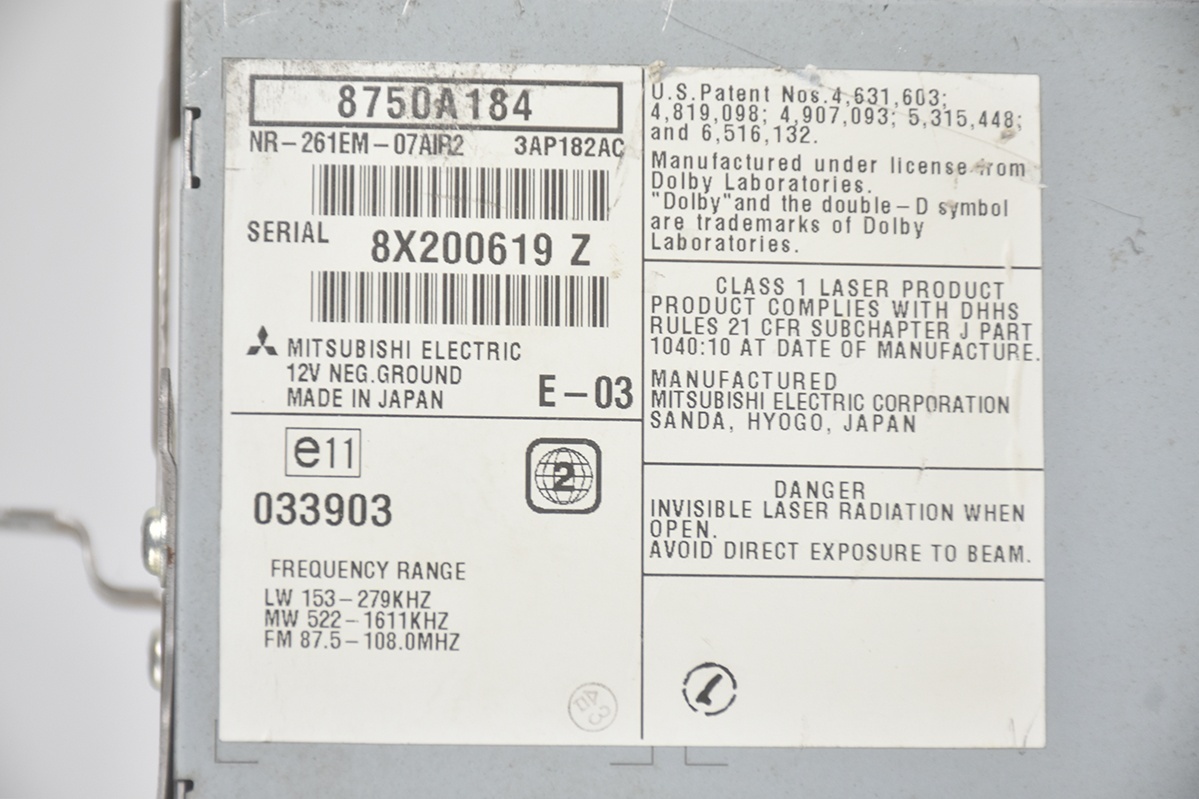 8750A184
NR-261EM-07AIR2 3AP182AC
SERIAL 8X200619 Z
MITSUBISHI ELECTRIC
12V NEG.GROUND
MADE IN JAPAN E-03
e11
2
033903
FREQUENCY RANGE
LW 153-279KHZ
MW 522-1611KHZ
FM 87.5-108.0MHZ
U.S.Patent Nos.4,631,603;
4,819,098; 4,907,093; 5,315,448;
and 6,516,132.
Manufactured under license from
Dolby Laboratories.
"Dolby"and the double-D symbol
are trademarks of Dolby
Laboratories.
CLASS 1 LASER PRODUCT
PRODUCT COMPLIES WITH DHHS
RULES 21 CFR SUBCHAPTER J PART
1040:10 AT DATE OF MANUFACTURE.
MANUFACTURED
MITSUBISHI ELECTRIC CORPORATION
SANDA, HYOGO, JAPAN
DANGER
INVISIBLE LASER RADIATION WHEN
OPEN.
AVOID DIRECT EXPOSURE TO BEAM.